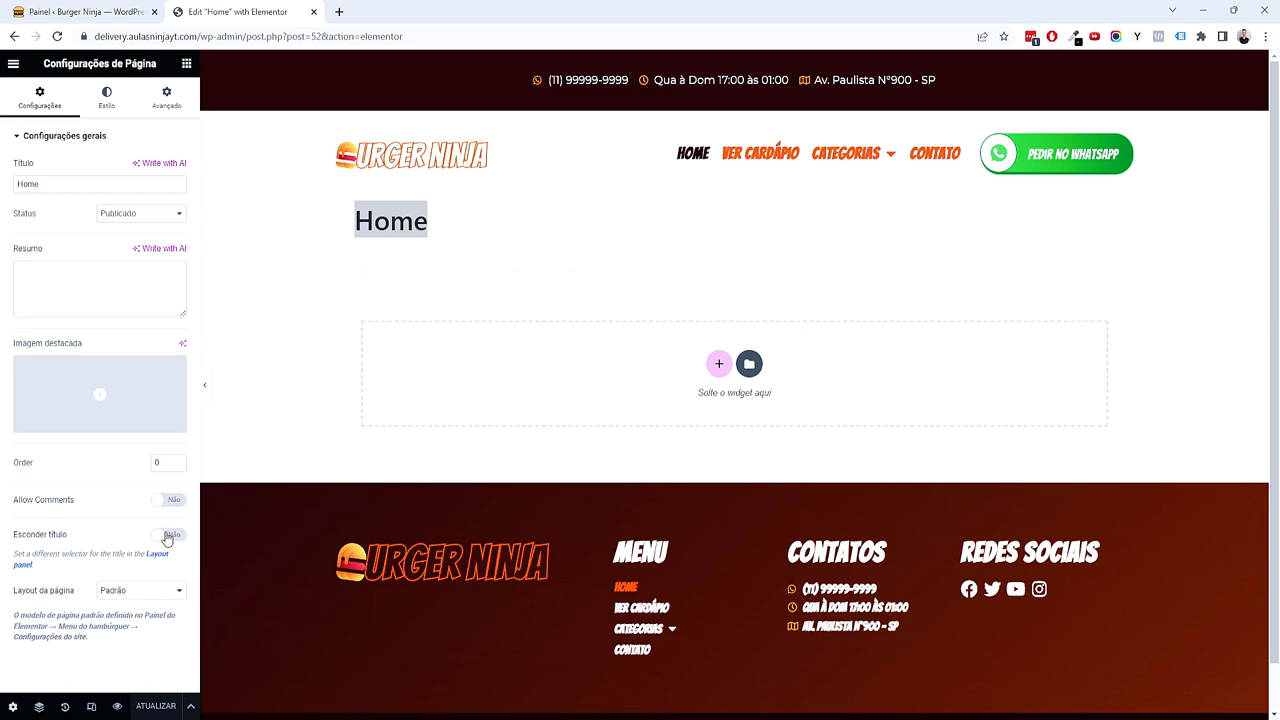 Painel ‹ Burger Ninja — WordPre
Edit "Home" with Elementor
delivery.aulasninjayt.com/wp-admin/post.php?post=52&action=elementor
Configurações de Página
Configurações
Estilo
Avançado
Configurações gerais
Título
Write with AI
Home
Status
Publicado
Resumo
Write with AI
Imagem destacada
Order
0
Allow Comments
Não
Esconder título
Não
Set a different selector for the title in the Layout
panel.
Layout da página
Padrão
O modelo de página padrão definido no Painel do
Elementor → Menu do hambúrguer →
Configurações do site.
ATUALIZAR
(11) 99999-9999 Qua à Dom 17:00 às 01:00 Av. Paulista N°900 - SP
BURGER NINJA
HOME VER CARDÁPIO CATEGORIAS CONTATO
PEDIR NO WHATSAPP
Home
Solte o widget aqui
BURGER NINJA
MENU
HOME
VER CARDÁPIO
CATEGORIAS
CONTATO
CONTATOS
(11) 99999-9999
QUA À DOM 17:00 ÀS 01:00
AV. PAULISTA N°900 - SP
REDES SOCIAIS